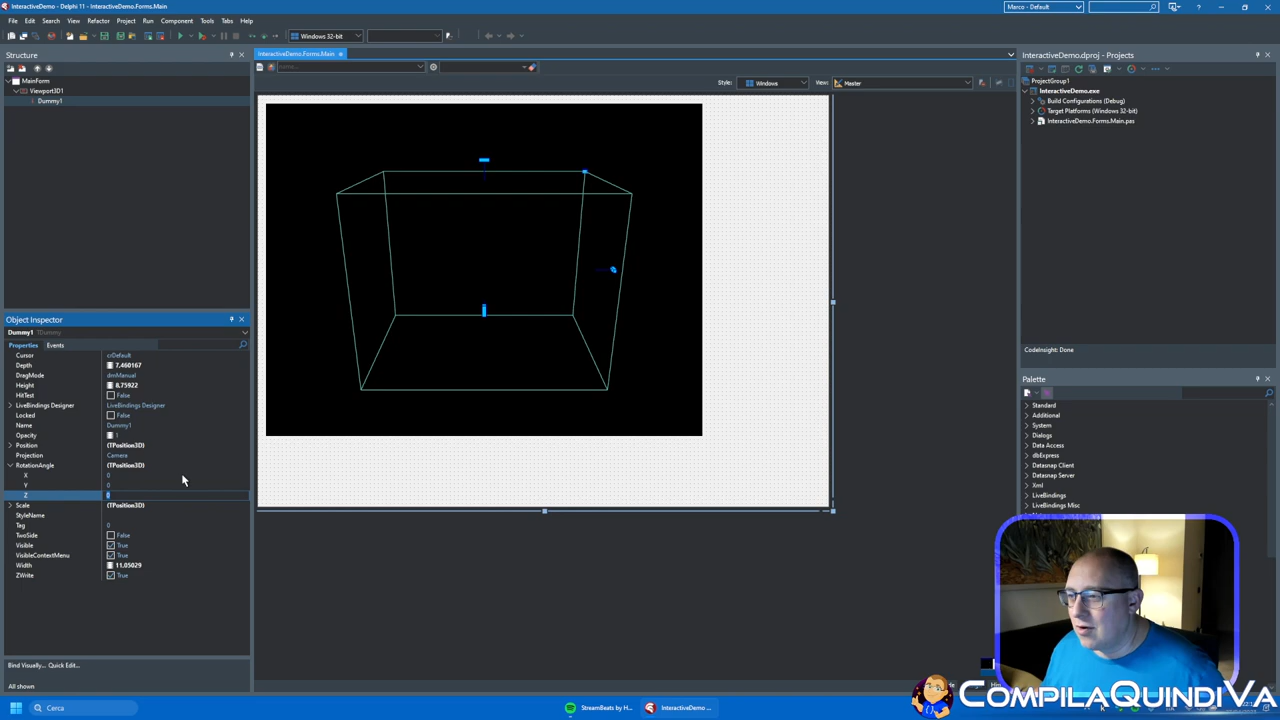 InteractiveDemo - Delphi 11 - InteractiveDemo.Forms.Main
Marco - Default
File Edit Search View Refactor Project Run Component Tools Tabs Help
Windows 32-bit
Structure
MainForm
Viewport3D1
Dummy1
InteractiveDemo.Forms.Main
Style: Windows View: Master
InteractiveDemo.dproj - Projects
ProjectGroup1
InteractiveDemo.exe
Build Configurations (Debug)
Target Platforms (Windows 32-bit)
InteractiveDemo.Forms.Main.pas
CodeInsight: Done
Object Inspector
Dummy1 TDummy
Properties Events
Cursor crDefault
Depth 7,460167
DragMode dmManual
Height 8,75922
HitTest False
LiveBindings Designer LiveBindings Designer
Locked False
Name Dummy1
Opacity 1
Position (TPosition3D)
Projection Camera
RotationAngle (TPosition3D)
X 0
Y 0
Z 0
Scale (TPosition3D)
StyleName
Tag 0
TwoSide False
Visible True
VisibleContextMenu True
Width 11,05029
ZWrite True
Bind Visually... Quick Edit...
All shown
Palette
Standard
Additional
System
Dialogs
Data Access
dbExpress
Datasnap Client
Datasnap Server
Xml
LiveBindings
LiveBindings Misc
Cerca
StreamBeats by H...
InteractiveDemo ...
COMPILAQUINDIVA